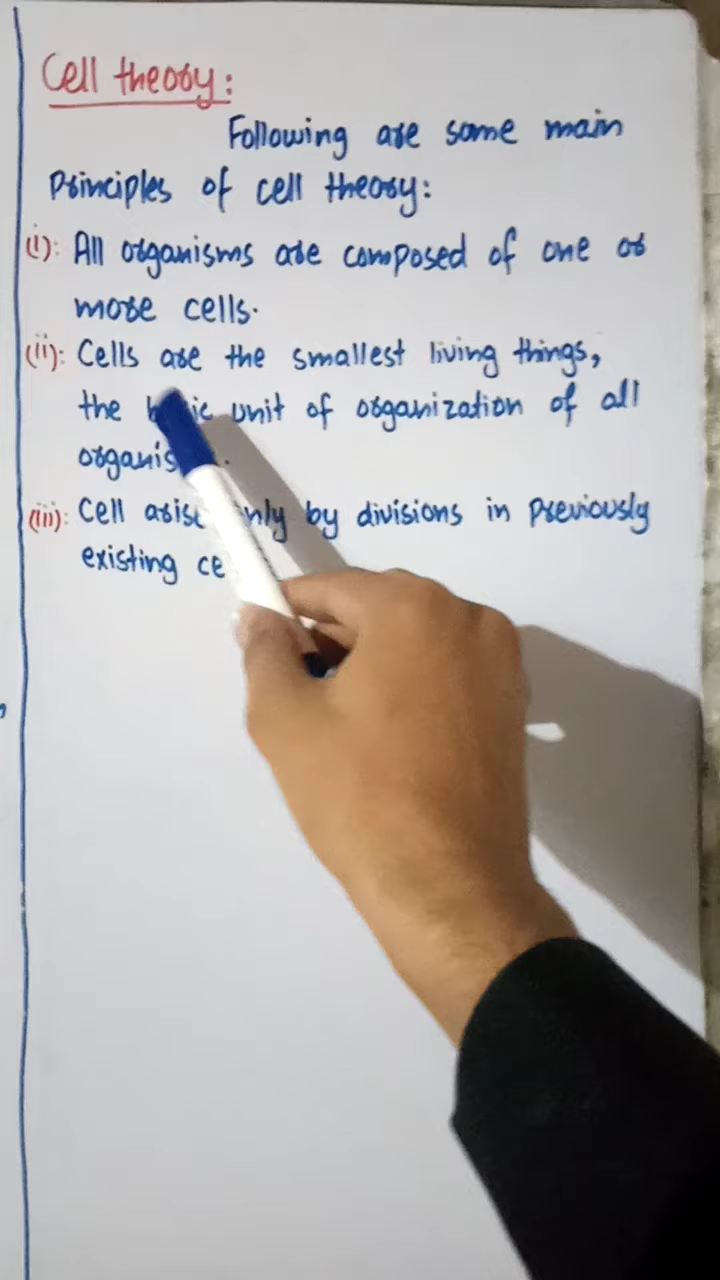 Cell theory:
Following are some main
Principles of cell theory:
(i): All organisms are composed of one or
more cells.
(ii): Cells are the smallest living things,
the unit of organization of all

(iii): Cell by divisions in Previously
existing